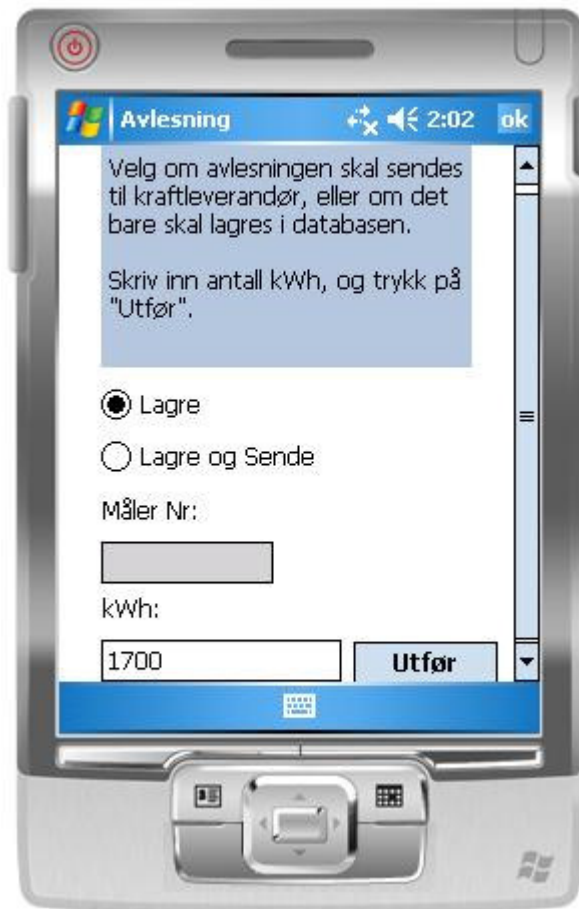 Avlesning 2:02 ok
Velg om avlesningen skal sendes
til kraftleverandør, eller om det
bare skal lagres i databasen.
Skriv inn antall kWh, og trykk på
"Utfør".
Lagre
Lagre og Sende
Måler Nr:
kWh:
1700 Utfør